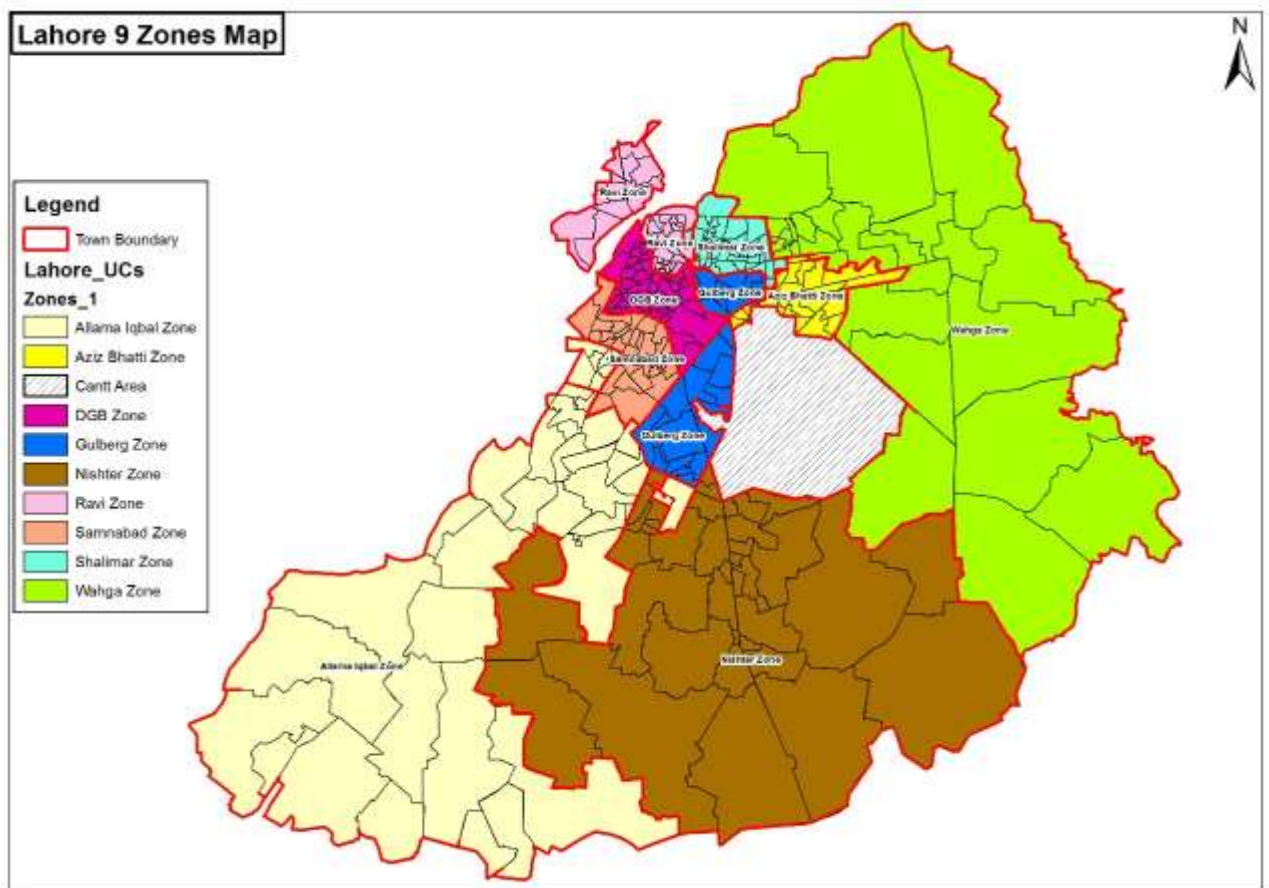 Lahore 9 Zones Map
N
Legend
Town Boundary
Lahore_UCs
Zones_1
Allama Iqbal Zone
Aziz Bhatti Zone
Cantt Area
DGB Zone
Gulberg Zone
Nishter Zone
Ravi Zone
Samnabad Zone
Shalimar Zone
Wahga Zone
Ravi Zone
Ravi Zone
Shalimar Zone
Gulberg Zone
Aziz Bhatti Zone
DGB Zone
Wahga Zone
Samnabad Zone
Gulberg Zone
Nishter Zone
Allama Iqbal Zone